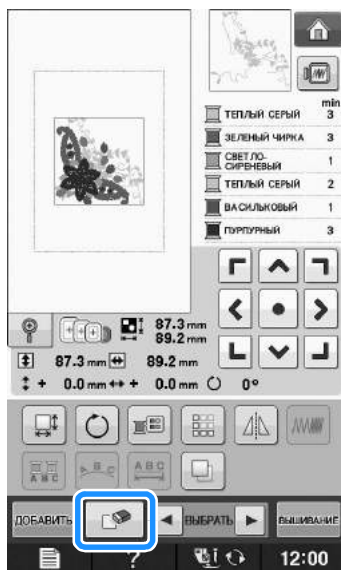 min
ТЕПЛЫЙ СЕРЫЙ 3
ЗЕЛЕНЫЙ ЧИРКА 3
СВЕТЛО-
СИРЕНЕВЫЙ 1
ТЕПЛЫЙ СЕРЫЙ 2
ВАСИЛЬКОВЫЙ 1
ПУРПУРНЫЙ 3
87.3 mm
89.2 mm
87.3 mm 89.2 mm
+ 0.0 mm + 0.0 mm 0°
A B C A B C A B C
ДОБАВИТЬ ВЫБРАТЬ ВЫШИВАНИЕ
? 12:00